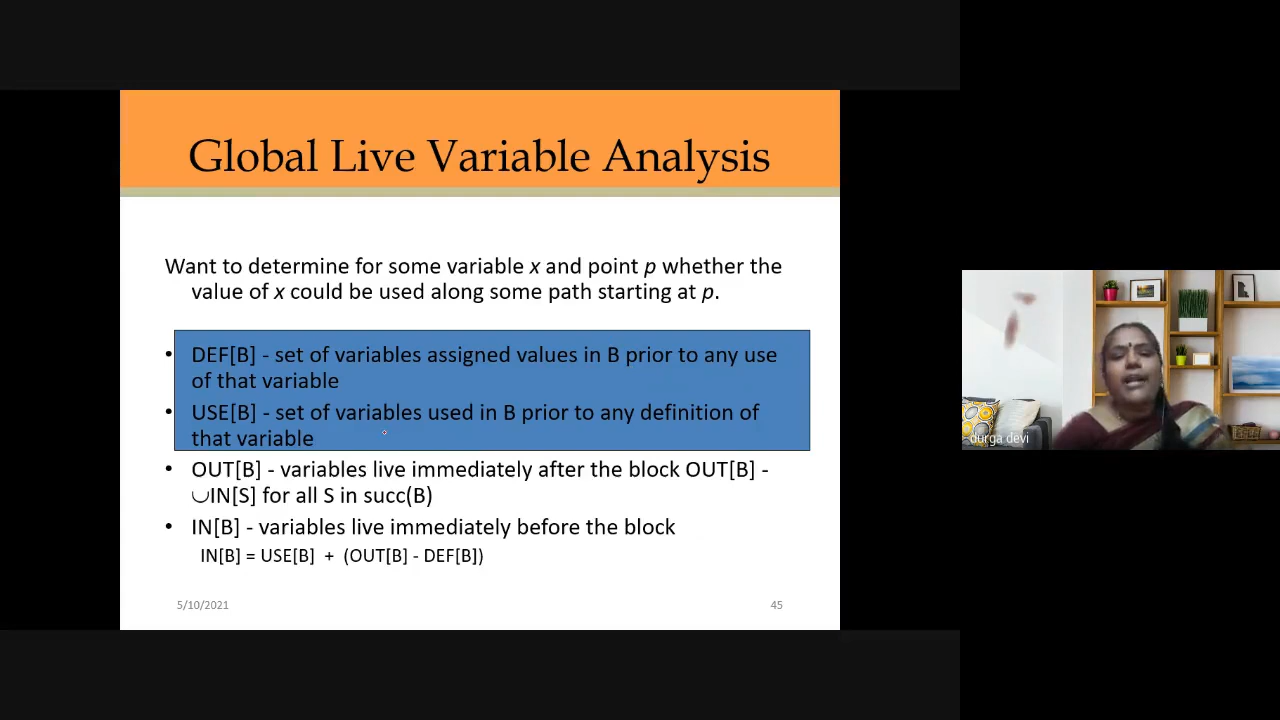 Global Live Variable Analysis
Want to determine for some variable x and point p whether the
value of x could be used along some path starting at p.
• DEF[B] - set of variables assigned values in B prior to any use
of that variable
• USE[B] - set of variables used in B prior to any definition of
that variable
• OUT[B] - variables live immediately after the block OUT[B] -
∪IN[S] for all S in succ(B)
• IN[B] - variables live immediately before the block
IN[B] = USE[B] + (OUT[B] - DEF[B])
5/10/2021
45
durga devi